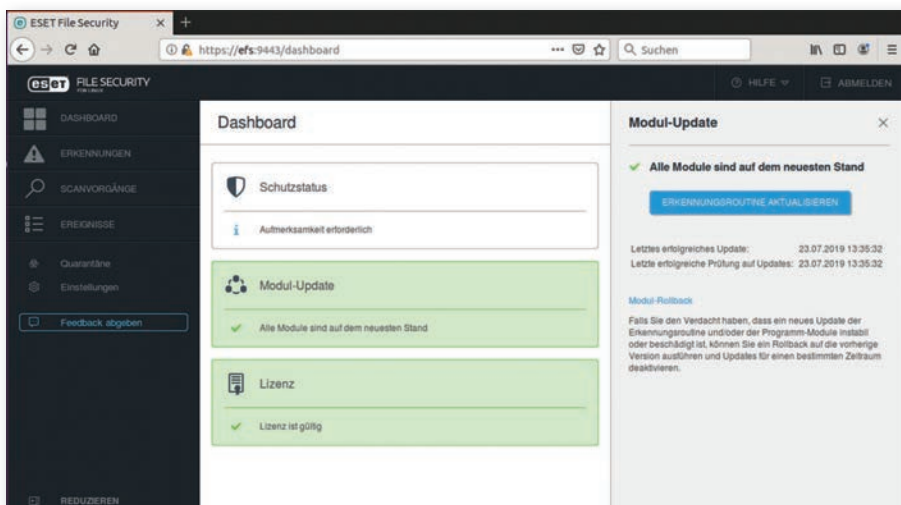 ESET File Security
https://efs:9443/dashboard
Suchen
eset FILE SECURITY
FÜR LINUX
HILFE
ABMELDEN
DASHBOARD
ERKENNUNGEN
SCANVORGÄNGE
EREIGNISSE
Quarantäne
Einstellungen
Feedback abgeben
REDUZIEREN
Dashboard
Schutzstatus
Aufmerksamkeit erforderlich
Modul-Update
Alle Module sind auf dem neuesten Stand
Lizenz
Lizenz ist gültig
Modul-Update
Alle Module sind auf dem neuesten Stand
ERKENNUNGSROUTINE AKTUALISIEREN
Letztes erfolgreiches Update: 23.07.2019 13:35:32
Letzte erfolgreiche Prüfung auf Updates: 23.07.2019 13:35:32
Modul-Rollback
Falls Sie den Verdacht haben, dass ein neues Update der
Erkennungsroutine und/oder der Programm-Module instabil
oder beschädigt ist, können Sie ein Rollback auf die vorherige
Version ausführen und Updates für einen bestimmten Zeitraum
deaktivieren.